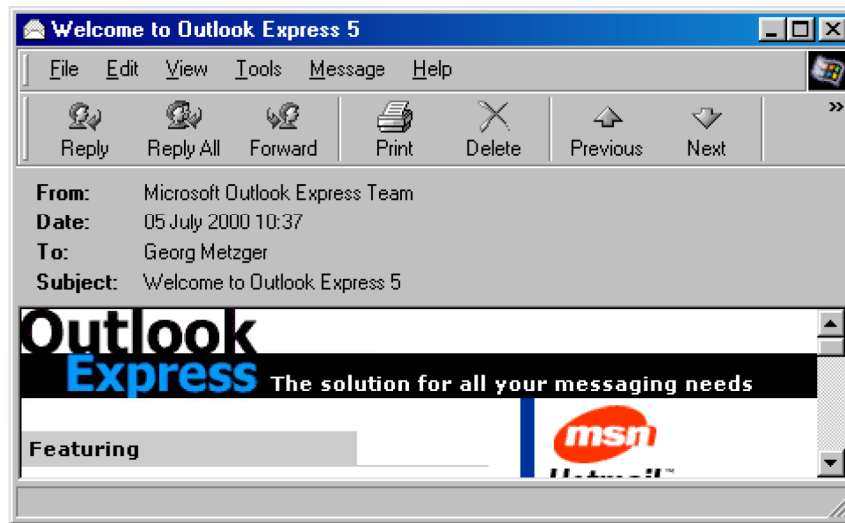 Welcome to Outlook Express 5
File Edit View Tools Message Help
Reply Reply All Forward Print Delete Previous Next »
From: Microsoft Outlook Express Team
Date: 05 July 2000 10:37
To: Georg Metzger
Subject: Welcome to Outlook Express 5
Outlook
Express The solution for all your messaging needs
msn
Featuring
Hotmail™